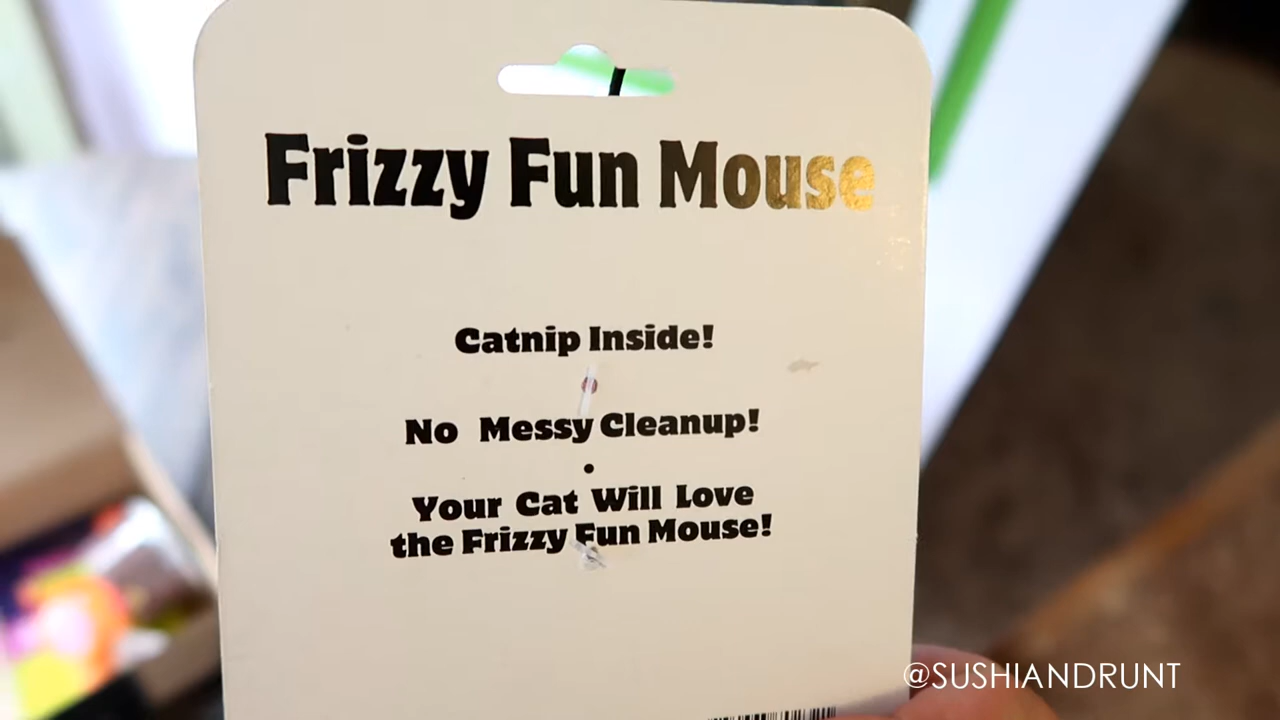 Frizzy Fun Mouse
Catnip Inside!
No Messy Cleanup!
•
Your Cat Will Love
the Frizzy Fun Mouse!
@SUSHIANDRUNT